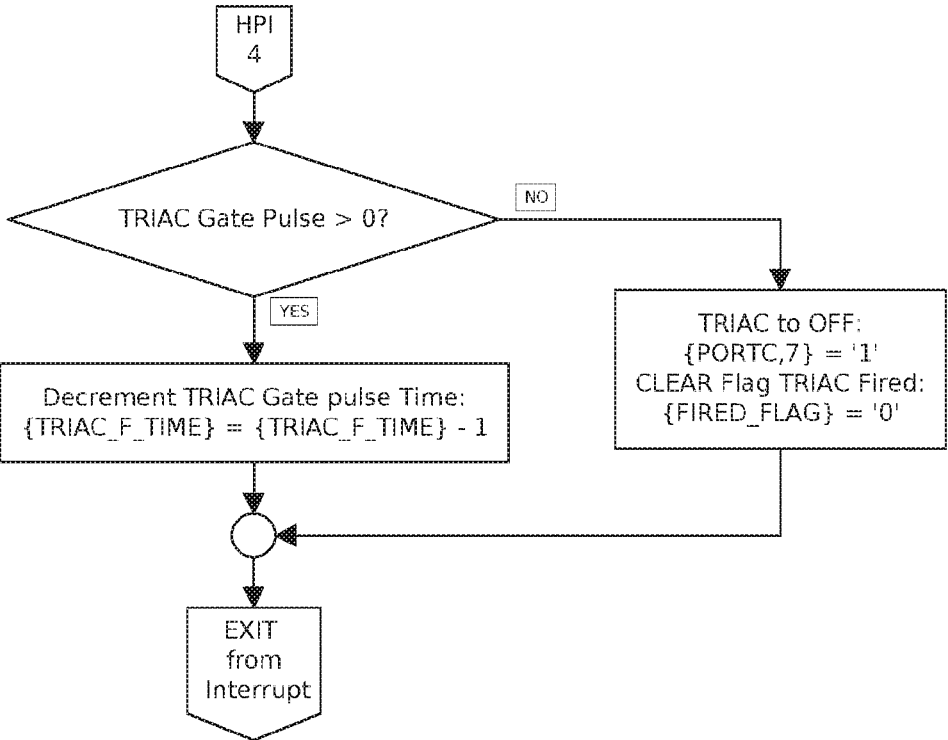 HPI
4
TRIAC Gate Pulse > 0?
NO
YES
TRIAC to OFF:
{PORTC,7} = '1'
CLEAR Flag TRIAC Fired:
{FIRED_FLAG} = '0'
Decrement TRIAC Gate pulse Time:
{TRIAC_F_TIME} = {TRIAC_F_TIME} - 1
EXIT
from
Interrupt